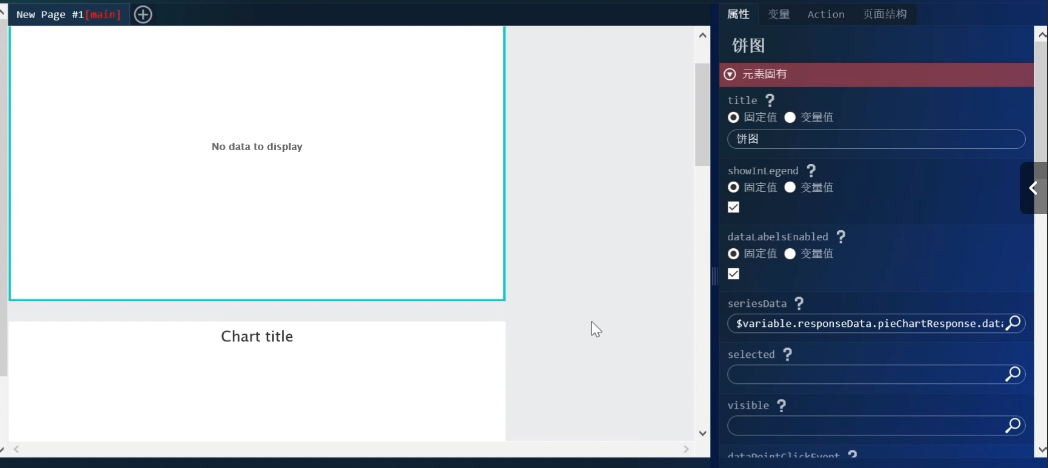 New Page #1[main]
No data to display
Chart title
属性 变量 Action 页面结构
饼图
元素固有
title ?
固定值 变量值
饼图
showInLegend ?
固定值 变量值
dataLabelsEnabled ?
固定值 变量值
seriesData ?
$variable.responseData.pieChartResponse.data
selected ?
visible ?
dataPointClickEvent ?